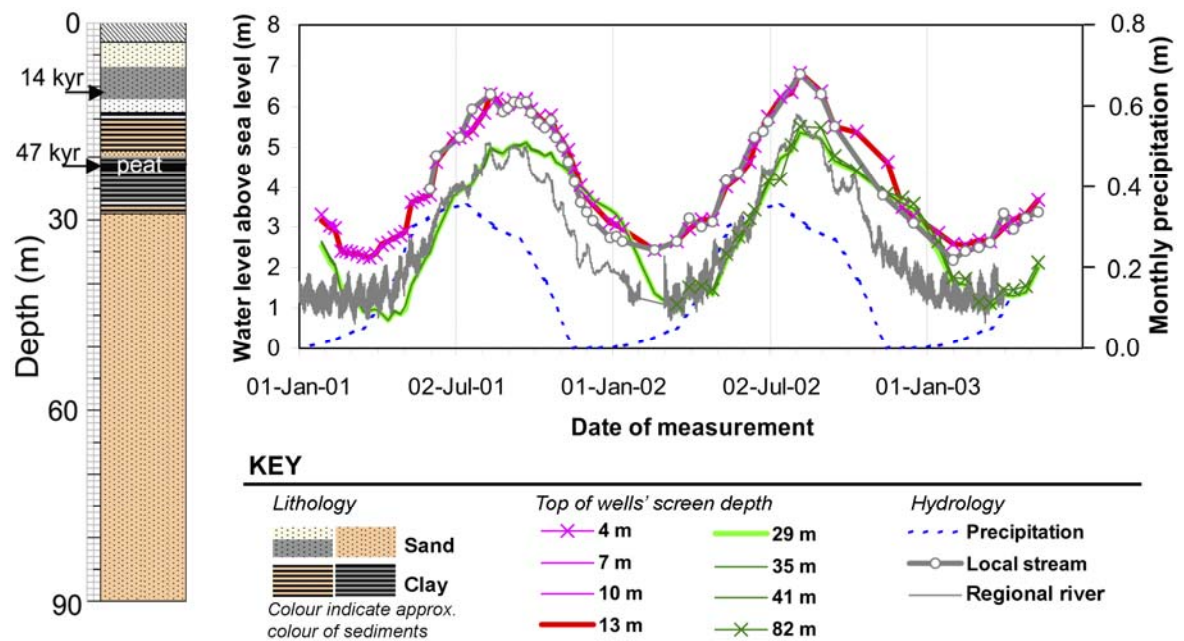 0
14 kyr
47 kyr
peat
30
60
90
Depth (m)
Water level above sea level (m)
8
7
6
5
4
3
2
1
0
0.8
0.6
0.4
0.2
0.0
Monthly precipitation (m)
01-Jan-01 02-Jul-01 01-Jan-02 02-Jul-02 01-Jan-03
Date of measurement
KEY
Lithology
Sand
Clay
Colour indicate approx.
colour of sediments
Top of wells' screen depth
4 m
7 m
10 m
13 m
29 m
35 m
41 m
82 m
Hydrology
Precipitation
Local stream
Regional river